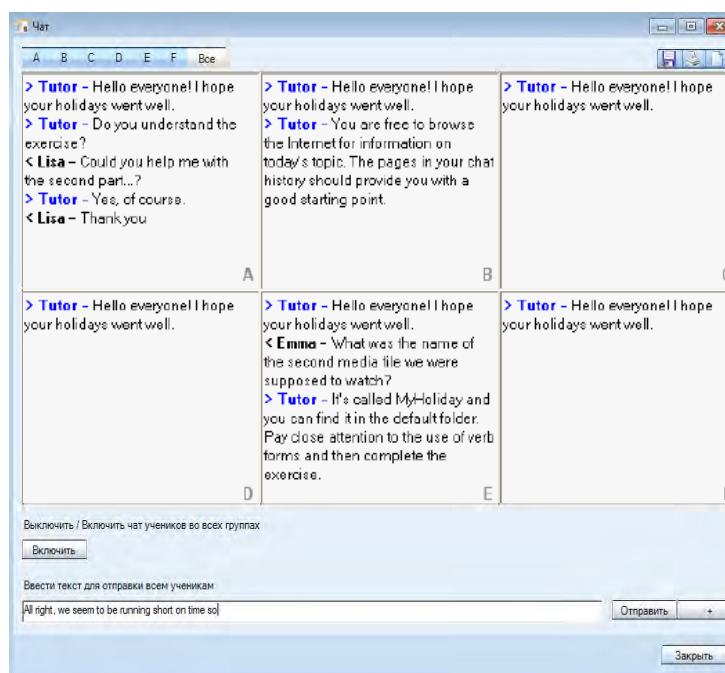 Чат
A B C D E F Все
> Tutor – Hello everyone! I hope
your holidays went well.
> Tutor – Do you understand the
exercise?
< Lisa – Could you help me with
the second part...?
> Tutor – Yes, of course.
< Lisa – Thank you
A
> Tutor – Hello everyone! I hope
your holidays went well.
> Tutor – You are free to browse
the Internet for information on
today's topic. The pages in your chat
history should provide you with a
good starting point.
B
> Tutor – Hello everyone! I hope
your holidays went well.
> Tutor – Hello everyone! I hope
your holidays went well.
D
> Tutor – Hello everyone! I hope
your holidays went well.
< Emma – What was the name of
the second media file we were
supposed to watch?
> Tutor – It's called MyHoliday and
you can find it in the default folder.
Pay close attention to the use of verb
forms and then complete the
exercise.
E
> Tutor – Hello everyone! I hope
your holidays went well.
Выключить / Включить чат учеников во всех группах
Включить
Ввести текст для отправки всем ученикам
All right, we seem to be running short on time so
Отправить +
Закрыть